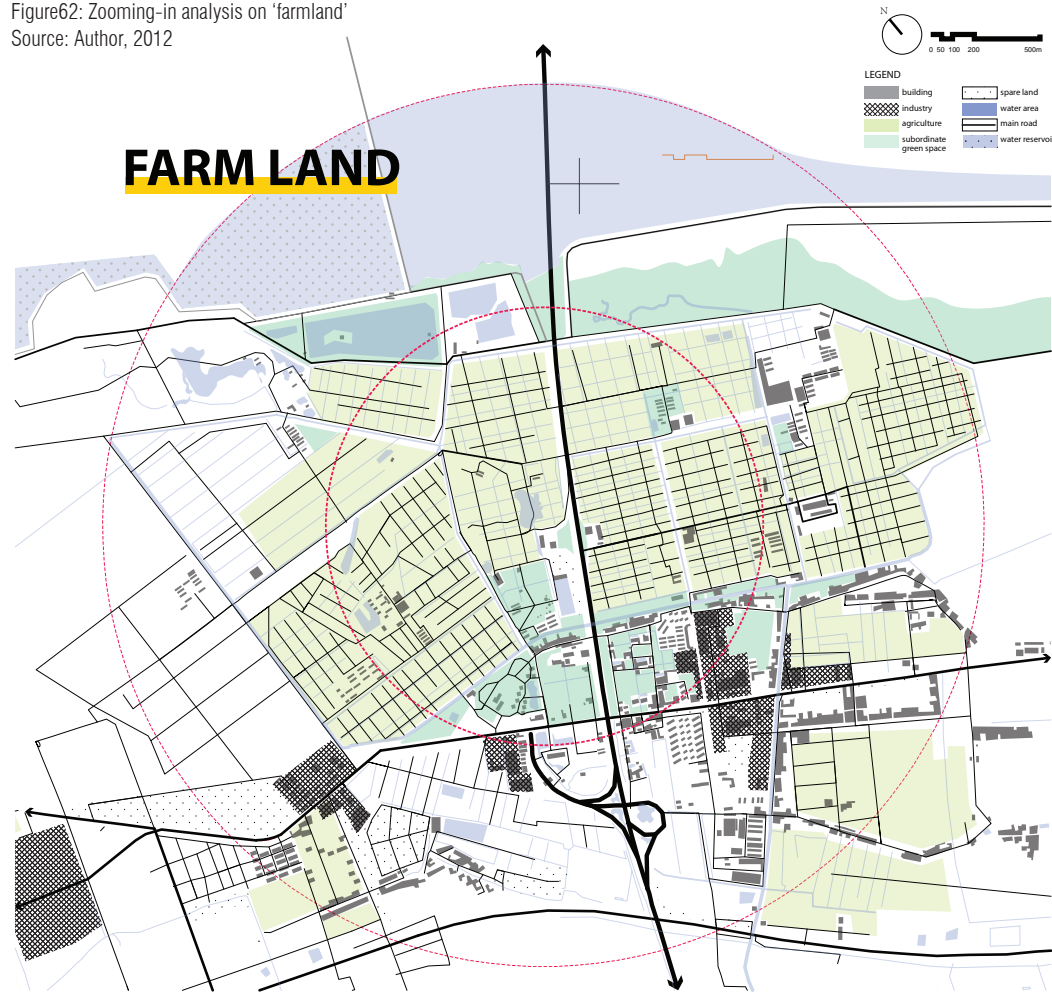 Figure62: Zooming-in analysis on ‘farmland’
Source: Author, 2012
N
0 50 100 200 500m
LEGEND
building
industry
agriculture
subordinate
green space
spare land
water area
main road
water reservoi
FARM LAND